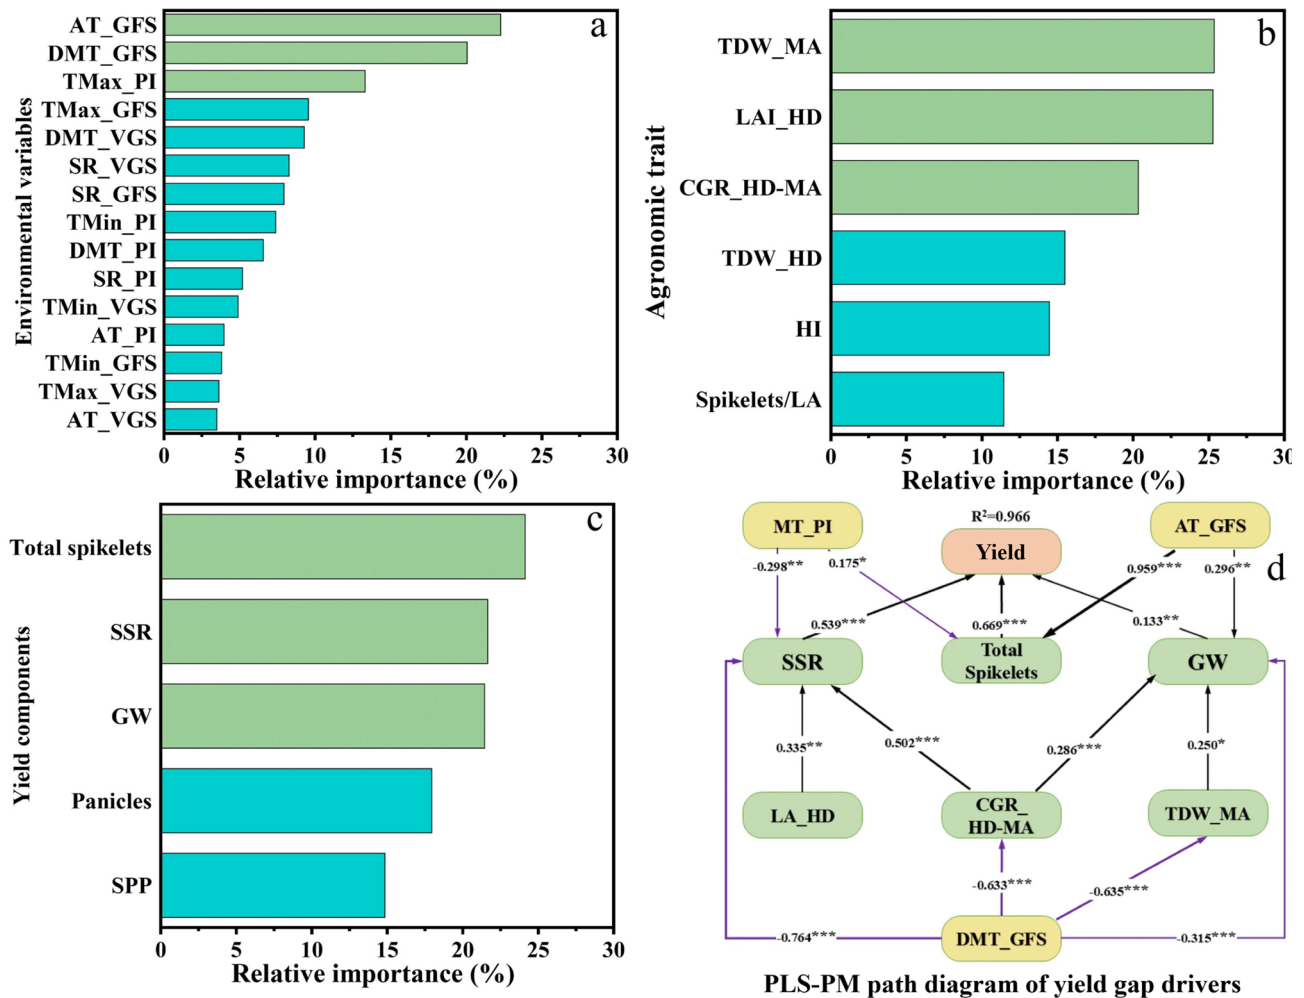 a
Environmental variables
AT_GFS
DMT_GFS
TMax_PI
TMax_GFS
DMT_VGS
SR_VGS
SR_GFS
TMin_PI
DMT_PI
SR_PI
TMin_VGS
AT_PI
TMin_GFS
TMax_VGS
AT_VGS
0 5 10 15 20 25 30
Relative importance (%)
b
Agronomic trait
TDW_MA
LAI_HD
CGR_HD-MA
TDW_HD
HI
Spikelets/LA
0 5 10 15 20 25 30
Relative importance (%)
c
Yield components
Total spikelets
SSR
GW
Panicles
SPP
0 5 10 15 20 25 30
Relative importance (%)
d
MT_PI
R²=0.966
Yield
AT_GFS
-0.298**
0.175*
0.959***
0.296**
0.539***
0.669***
0.133**
SSR
Total
Spikelets
GW
0.335**
0.502***
0.286***
0.250*
LA_HD
CGR_
HD-MA
TDW_MA
-0.633***
-0.635***
-0.764***
DMT_GFS
-0.315***
PLS-PM path diagram of yield gap drivers